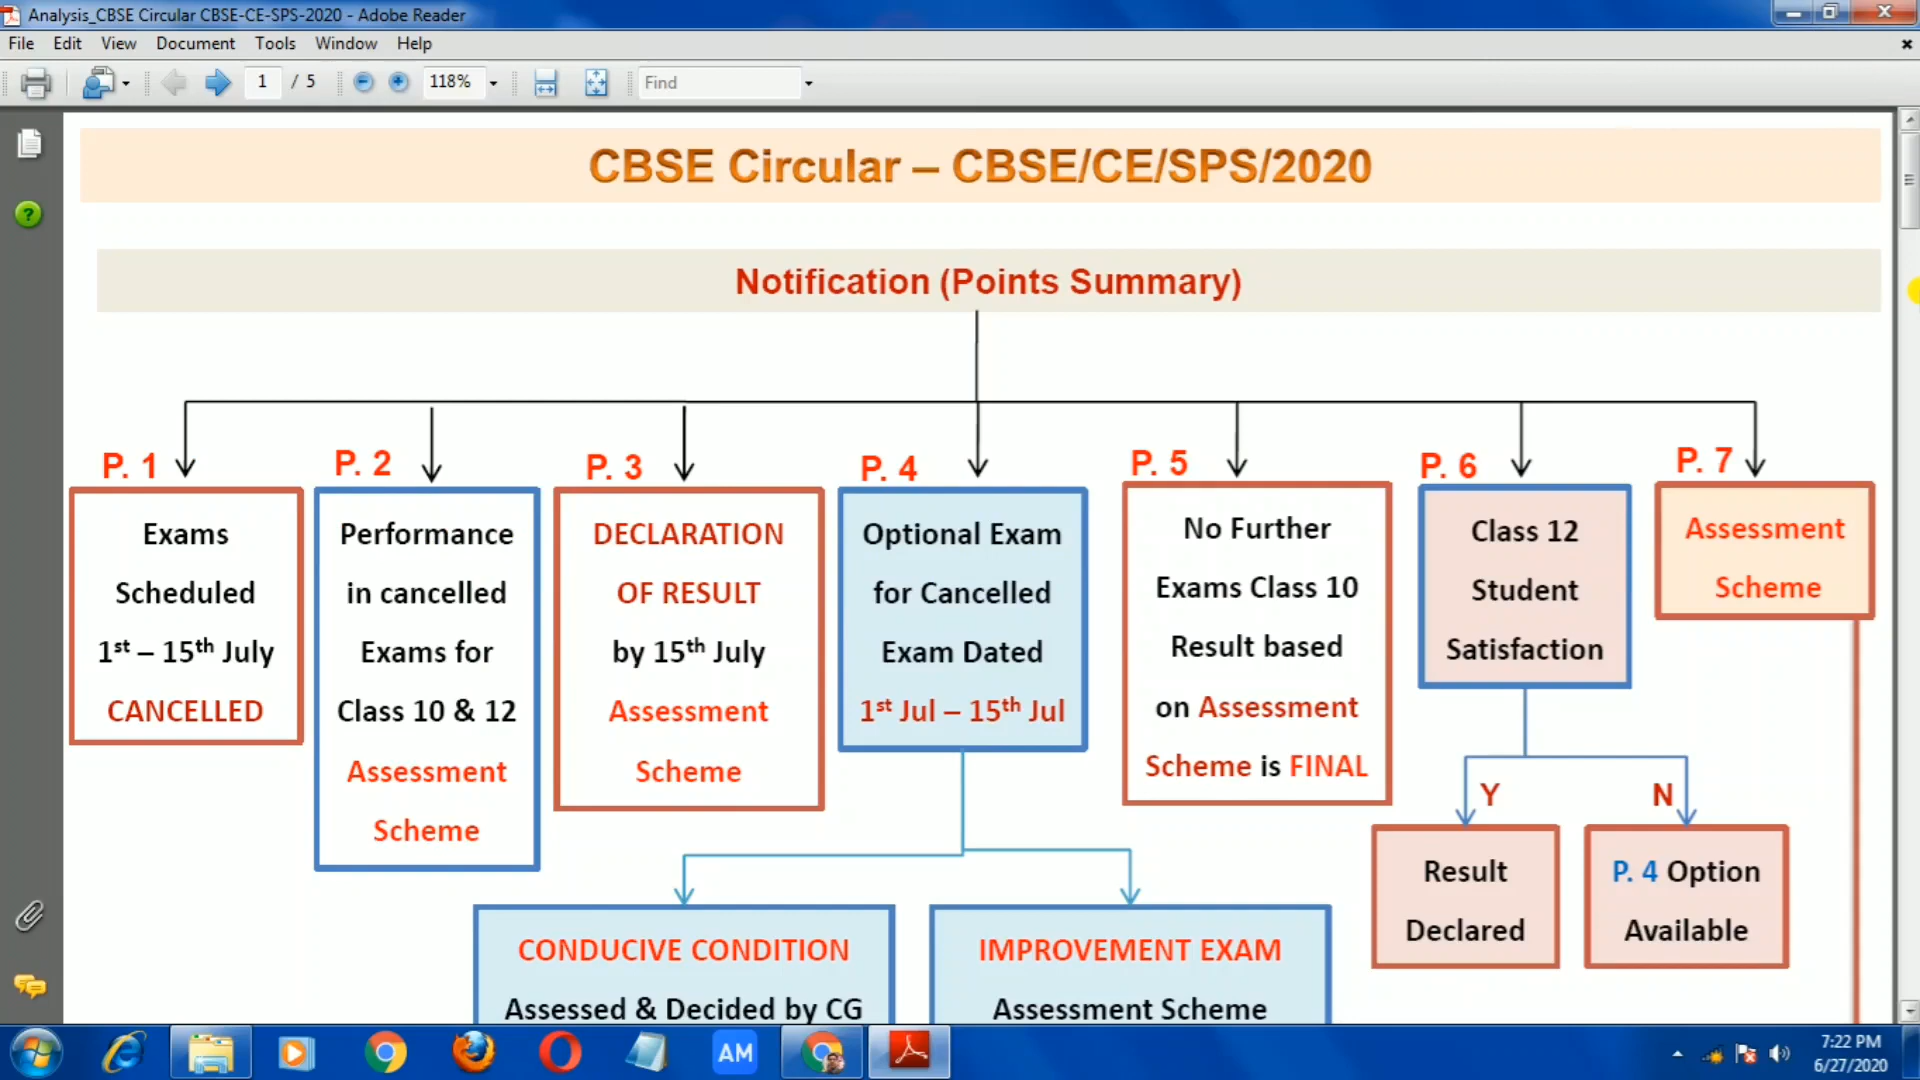 Analysis_CBSE Circular CBSE-CE-SPS-2020 - Adobe Reader
File Edit View Document Tools Window Help
1 / 5 118% Find
CBSE Circular – CBSE/CE/SPS/2020
Notification (Points Summary)
P. 1
Exams
Scheduled
1st – 15th July
CANCELLED
P. 2
Performance
in cancelled
Exams for
Class 10 & 12
Assessment
Scheme
P. 3
DECLARATION
OF RESULT
by 15th July
Assessment
Scheme
P. 4
Optional Exam
for Cancelled
Exam Dated
1st Jul – 15th Jul
CONDUCIVE CONDITION
Assessed & Decided by CG
IMPROVEMENT EXAM
Assessment Scheme
P. 5
No Further
Exams Class 10
Result based
on Assessment
Scheme is FINAL
P. 6
Class 12
Student
Satisfaction
Y
Result
Declared
N
P. 4 Option
Available
P. 7
Assessment
Scheme
AM
7:22 PM
6/27/2020